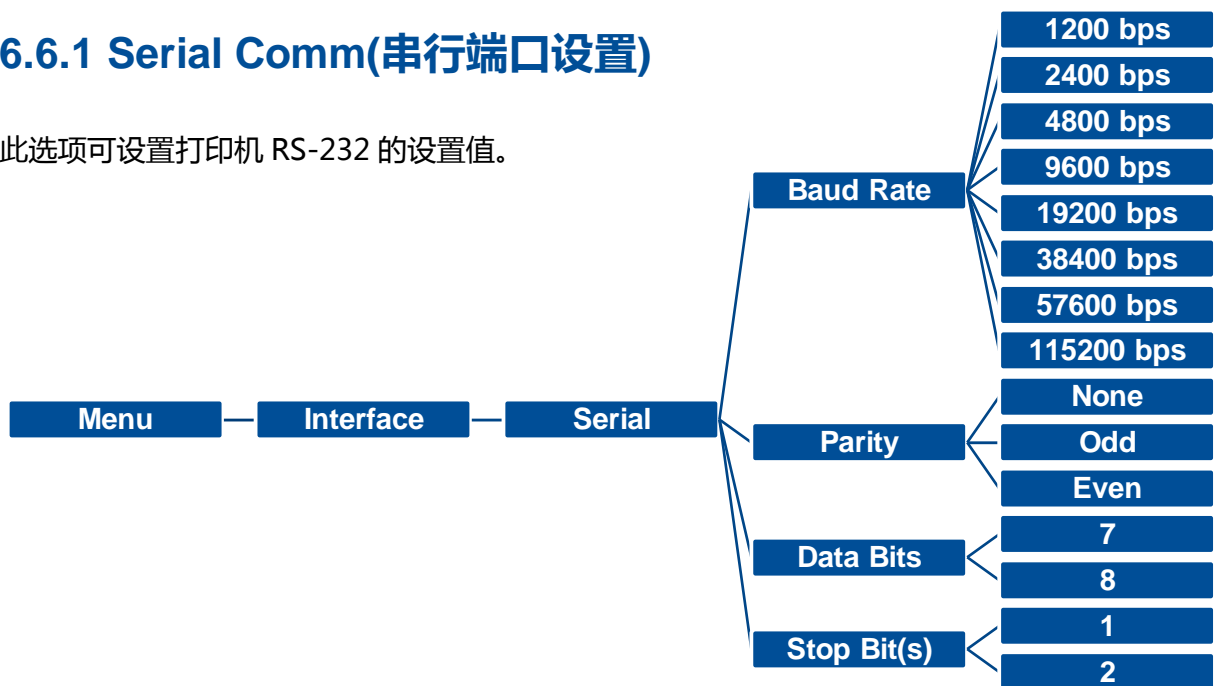 6.6.1 Serial Comm(串行端口设置)
此选项可设置打印机 RS-232 的设置值。
Menu
Interface
Serial
Baud Rate
1200 bps
2400 bps
4800 bps
9600 bps
19200 bps
38400 bps
57600 bps
115200 bps
Parity
None
Odd
Even
Data Bits
7
8
Stop Bit(s)
1
2